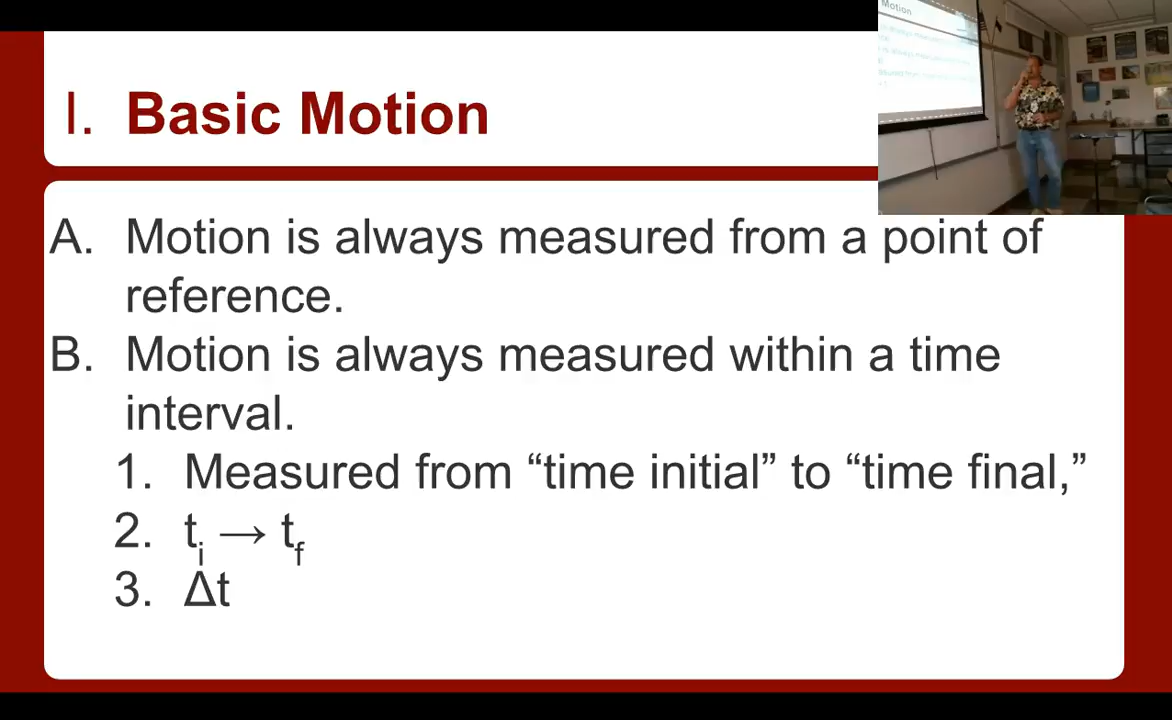 I. Basic Motion
Motion
A. Motion is always measured from a point of
reference.
B. Motion is always measured within a time
interval.
1. Measured from “time initial” to “time final,”
2. tᵢ → t_f
3. Δt